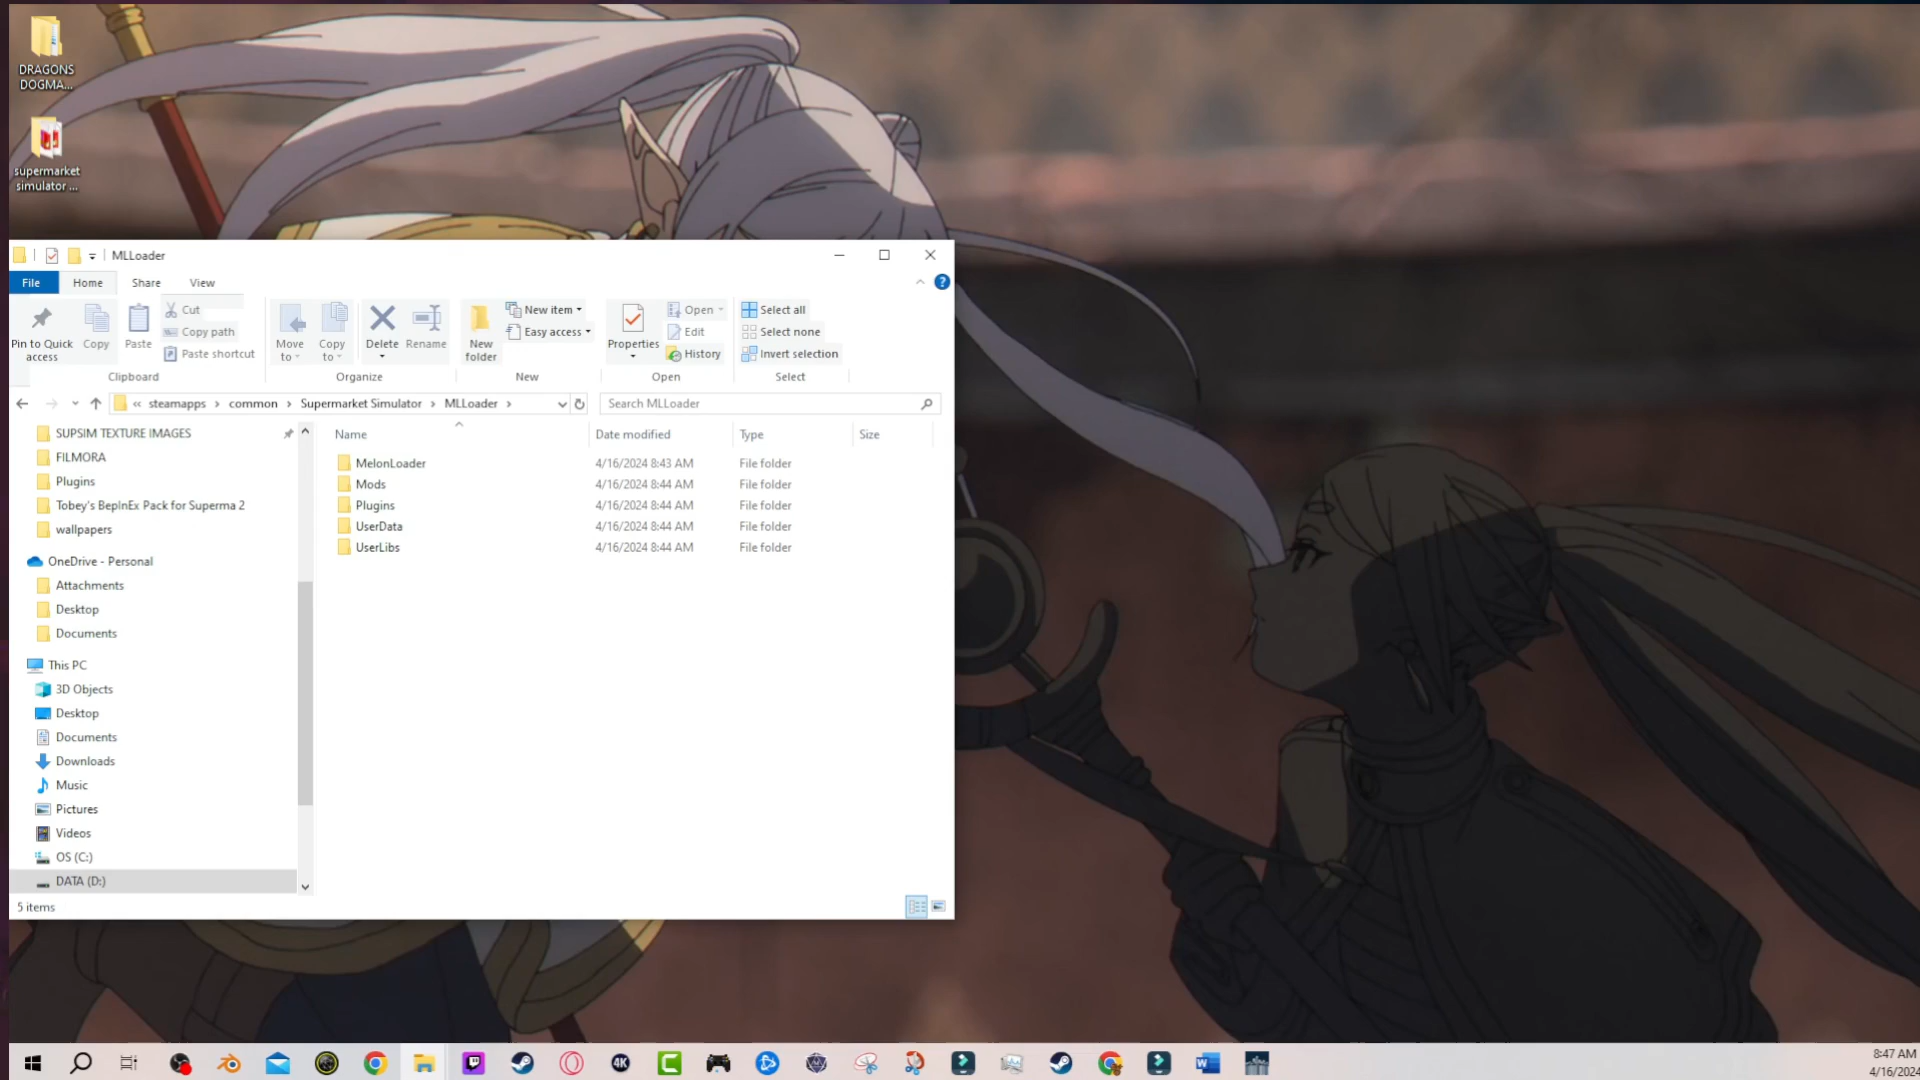 DRAGONS
DOGMA...
supermarket
simulator ...
MLLoader
File Home Share View
Pin to Quick
access
Copy
Paste
Cut
Copy path
Paste shortcut
Clipboard
Move
to
Copy
to
Delete
Rename
Organize
New
folder
New item
Easy access
New
Properties
Open
Edit
History
Open
Select all
Select none
Invert selection
Select
« steamapps › common › Supermarket Simulator › MLLoader ›
Search MLLoader
SUPSIM TEXTURE IMAGES
FILMORA
Plugins
Tobey's BepInEx Pack for Superma 2
wallpapers
OneDrive - Personal
Attachments
Desktop
Documents
This PC
3D Objects
Desktop
Documents
Downloads
Music
Pictures
Videos
OS (C:)
DATA (D:)
Name Date modified Type Size
MelonLoader 4/16/2024 8:43 AM File folder
Mods 4/16/2024 8:44 AM File folder
Plugins 4/16/2024 8:44 AM File folder
UserData 4/16/2024 8:44 AM File folder
UserLibs 4/16/2024 8:44 AM File folder
5 items
4K
W
8:47 AM
4/16/2024